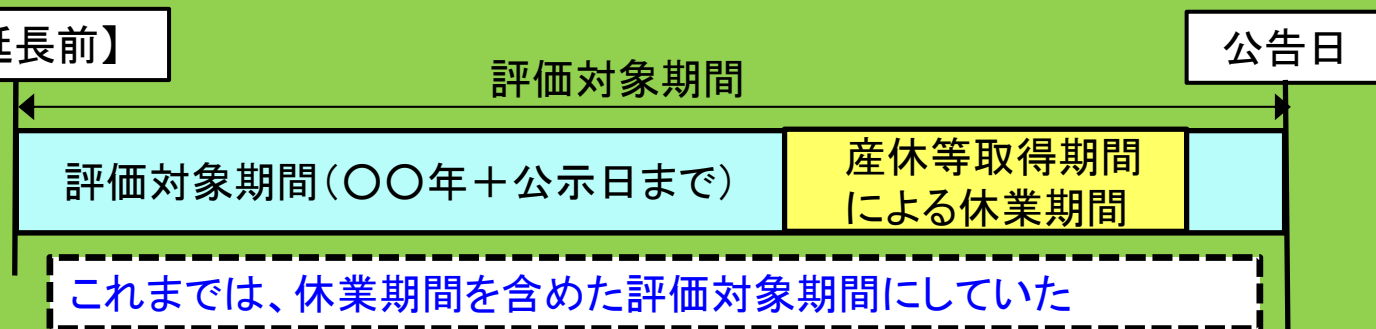 延長前】
公告日
評価対象期間
評価対象期間(〇〇年+公示日まで)
産休等取得期間
による休業期間
これまでは、休業期間を含めた評価対象期間にしていた